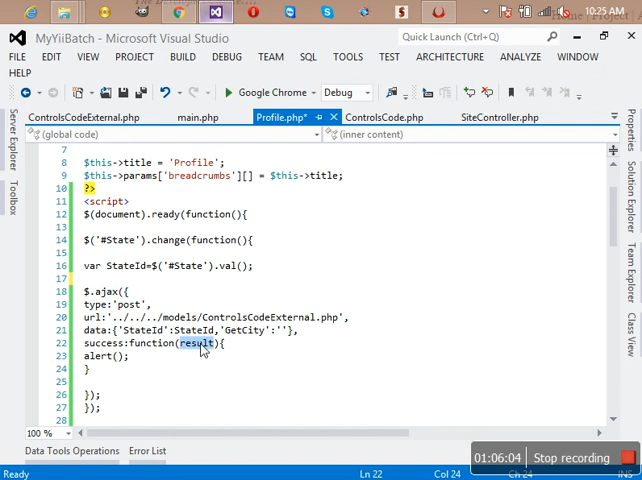 10:25 AM
MyYiiBatch - Microsoft Visual Studio
Quick Launch (Ctrl+Q)
FILE EDIT VIEW PROJECT BUILD DEBUG TEAM SQL TOOLS TEST ARCHITECTURE ANALYZE WINDOW
HELP
Google Chrome Debug
ControlsCodeExternal.php main.php Profile.php* ControlsCode.php SiteController.php
(global code) (inner content)
Server Explorer
Toolbox
Properties
Solution Explorer
Team Explorer
Class View
7
8 $this->title = 'Profile';
9 $this->params['breadcrumbs'][] = $this->title;
10 ?>
11 <script>
12 $(document).ready(function(){
13
14 $('#State').change(function(){
15
16 var StateId=$('#State').val();
17
18 $.ajax({
19 type:'post',
20 url:'../../../models/ControlsCodeExternal.php',
21 data:{'StateId':StateId,'GetCity':''},
22 success:function(result){
23 alert();
24 }
25
26 });
27 });
28
100 %
Data Tools Operations Error List
01:06:04 Stop recording
Ready Ln 22 Col 24 Ch 24 INS